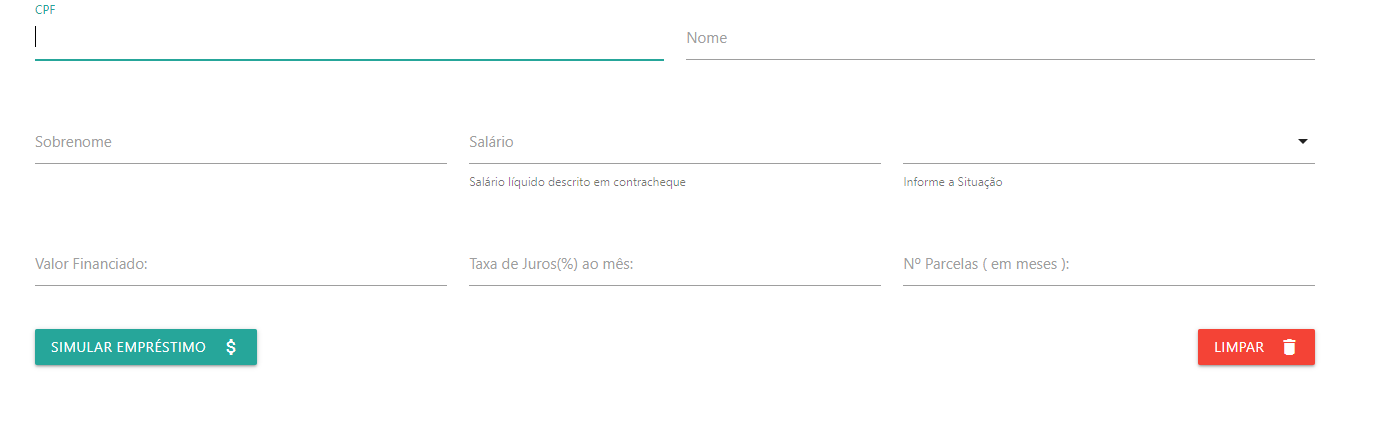 CPF
Nome
Sobrenome
Salário
Salário líquido descrito em contracheque
Informe a Situação
Valor Financiado:
Taxa de Juros(%) ao mês:
Nº Parcelas ( em meses ):
SIMULAR EMPRÉSTIMO $
LIMPAR